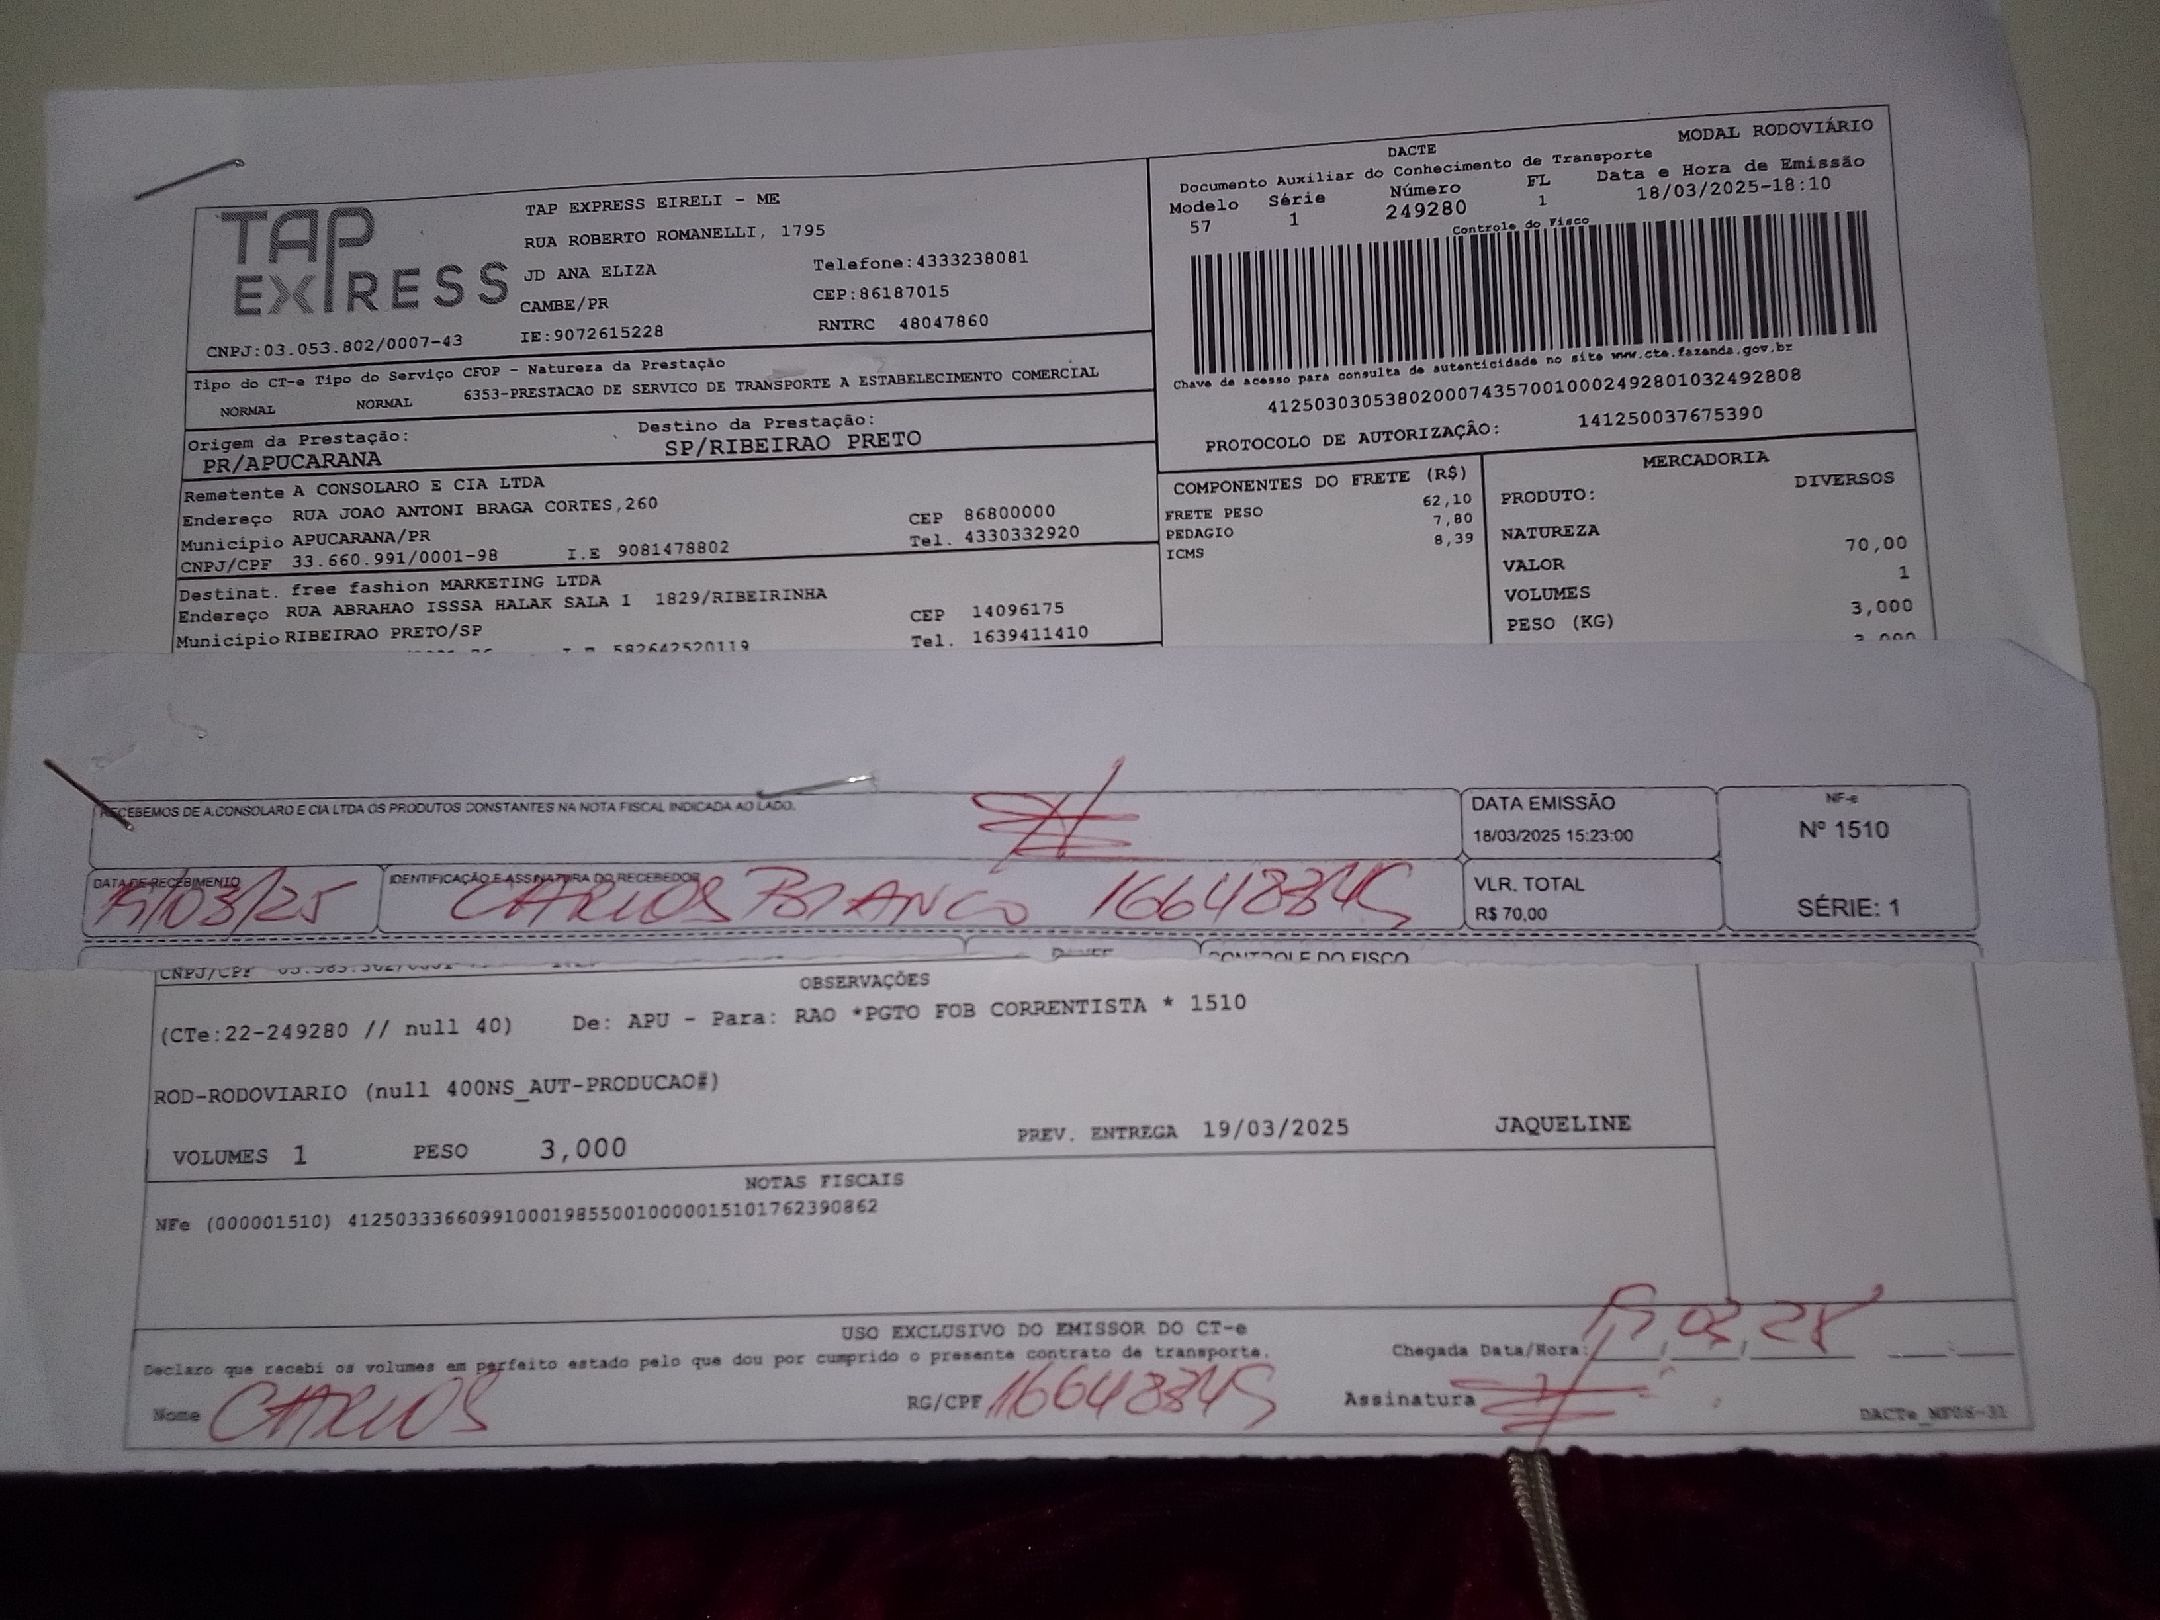 TAP EXPRESS
TAP EXPRESS EIRELI - ME
RUA ROBERTO ROMANELLI, 1795
JD ANA ELIZA Telefone:4333238081
CAMBE/PR CEP:86187015
CNPJ:03.053.802/0007-43 IE:9072615228 RNTRC 48047860
DACTE MODAL RODOVIÁRIO
Documento Auxiliar do Conhecimento de Transporte
Modelo Série Número FL Data e Hora de Emissão
57 1 249280 1 18/03/2025-18:10
Controle do Fisco
Chave de acesso para consulta de autenticidade no site www.cte.fazenda.gov.br
41250303053802000743570010002492801032492808
PROTOCOLO DE AUTORIZAÇÃO: 141250037675390
Tipo do CT-e Tipo do Serviço CFOP - Natureza da Prestação
NORMAL NORMAL 6353-PRESTACAO DE SERVICO DE TRANSPORTE A ESTABELECIMENTO COMERCIAL
Origem da Prestação: Destino da Prestação:
PR/APUCARANA SP/RIBEIRAO PRETO
Remetente A CONSOLARO E CIA LTDA
Endereço RUA JOAO ANTONI BRAGA CORTES,260 CEP 86800000
Município APUCARANA/PR Tel. 4330332920
CNPJ/CPF 33.660.991/0001-98 I.E 9081478802
Destinat. free fashion MARKETING LTDA
Endereço RUA ABRAHAO ISSSA HALAK SALA 1 1829/RIBEIRINHA CEP 14096175
Município RIBEIRAO PRETO/SP Tel. 1639411410
582642520119
COMPONENTES DO FRETE (R$)
FRETE PESO 62,10
PEDAGIO 7,80
ICMS 8,39
MERCADORIA
PRODUTO: DIVERSOS
NATUREZA
VALOR 70,00
VOLUMES 1
PESO (KG) 3,000
3,000
RECEBEMOS DE A.CONSOLARO E CIA LTDA OS PRODUTOS CONSTANTES NA NOTA FISCAL INDICADA AO LADO.
DATA EMISSÃO
18/03/2025 15:23:00
NF-e
Nº 1510
SÉRIE: 1
DATA DE RECEBIMENTO IDENTIFICAÇÃO E ASSINATURA DO RECEBEDOR
/03/25 CARLOS BIANCO 166488345
VLR. TOTAL
R$ 70,00
CONTROLE DO FISCO
CNPJ/CPF
OBSERVAÇÕES
(CTe:22-249280 // null 40) De: APU - Para: RAO *PGTO FOB CORRENTISTA * 1510
ROD-RODOVIARIO (null 400NS_AUT-PRODUCAO#)
VOLUMES 1 PESO 3,000 PREV. ENTREGA 19/03/2025 JAQUELINE
NOTAS FISCAIS
NFe (000001510) 41250333660991000198550010000015101762390862
USO EXCLUSIVO DO EMISSOR DO CT-e
Declaro que recebi os volumes em perfeito estado pelo que dou por cumprido o presente contrato de transporte. Chegada Data/Hora: 03
Nome CARLOS RG/CPF 166488345 Assinatura